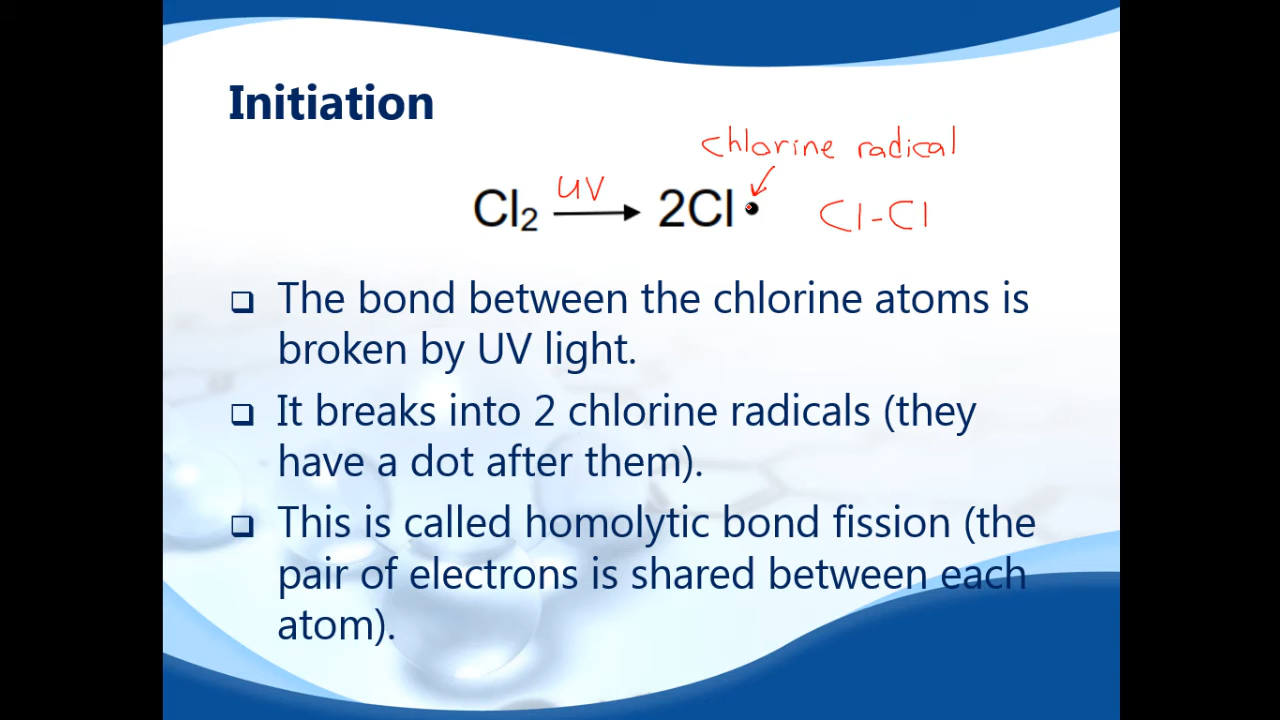 Initiation
chlorine radical
Cl₂ UV → 2Cl• Cl-Cl
❑ The bond between the chlorine atoms is
broken by UV light.
❑ It breaks into 2 chlorine radicals (they
have a dot after them).
❑ This is called homolytic bond fission (the
pair of electrons is shared between each
atom).